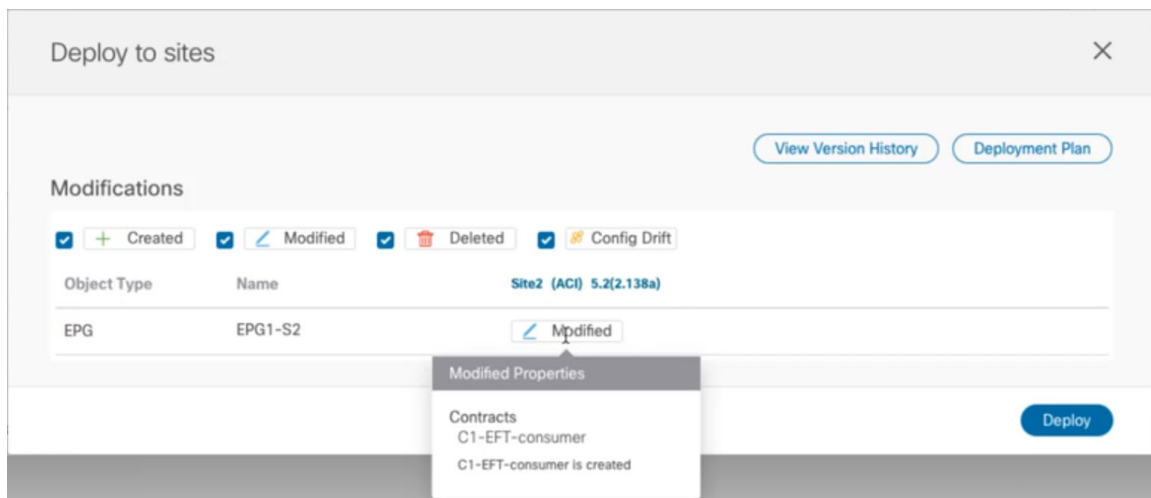 Deploy to sites
View Version History
Deployment Plan
Modifications
Created
Modified
Deleted
Config Drift
Object Type
Name
Site2 (ACI) 5.2(2.138a)
EPG
EPG1-S2
Modified
Modified Properties
Contracts
C1-EFT-consumer
C1-EFT-consumer is created
Deploy